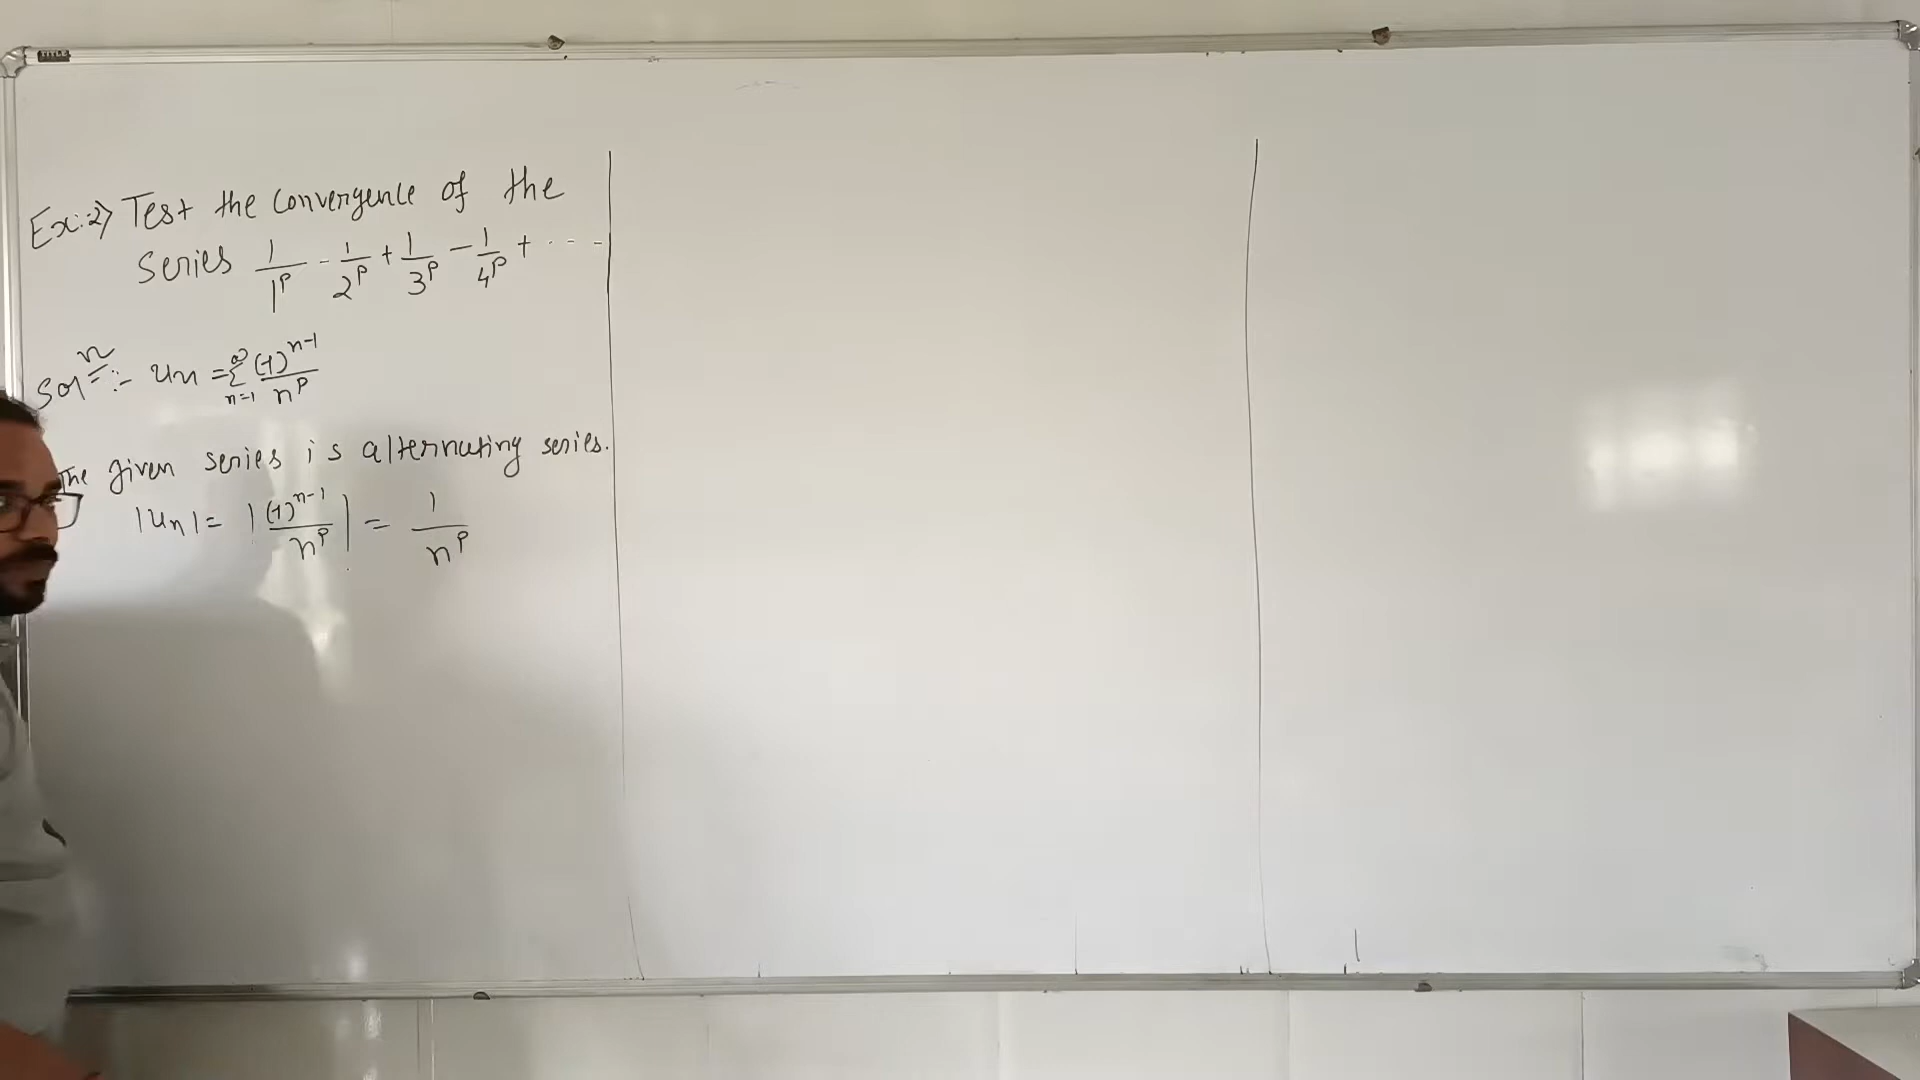 Ex:2) Test the convergence of the
series 1/1^p - 1/2^p + 1/3^p - 1/4^p + ----
Sol^n :- un = ∑_{n=1}^∞ (-1)^{n-1}/n^p
The given series is alternating series.
|un| = |(-1)^{n-1}/n^p| = 1/n^p